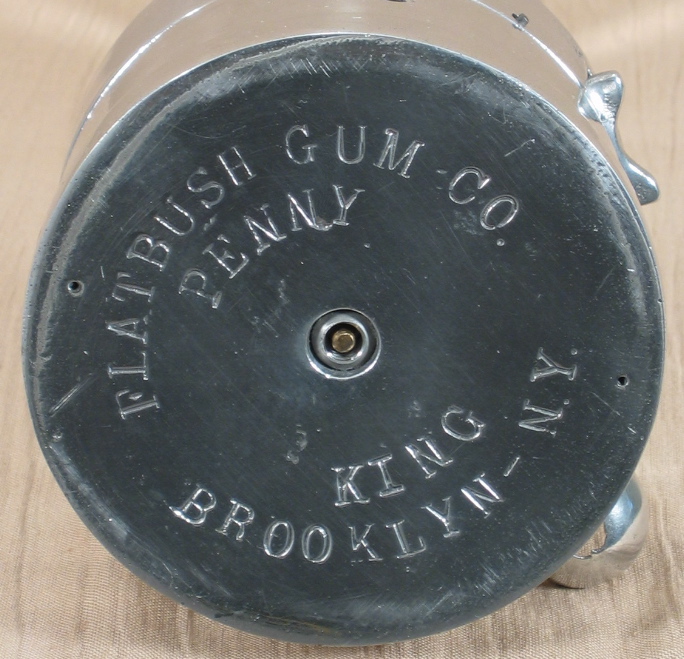 FLATBUSH GUM CO.
PENNY
KING
BROOKLYN - N.Y.